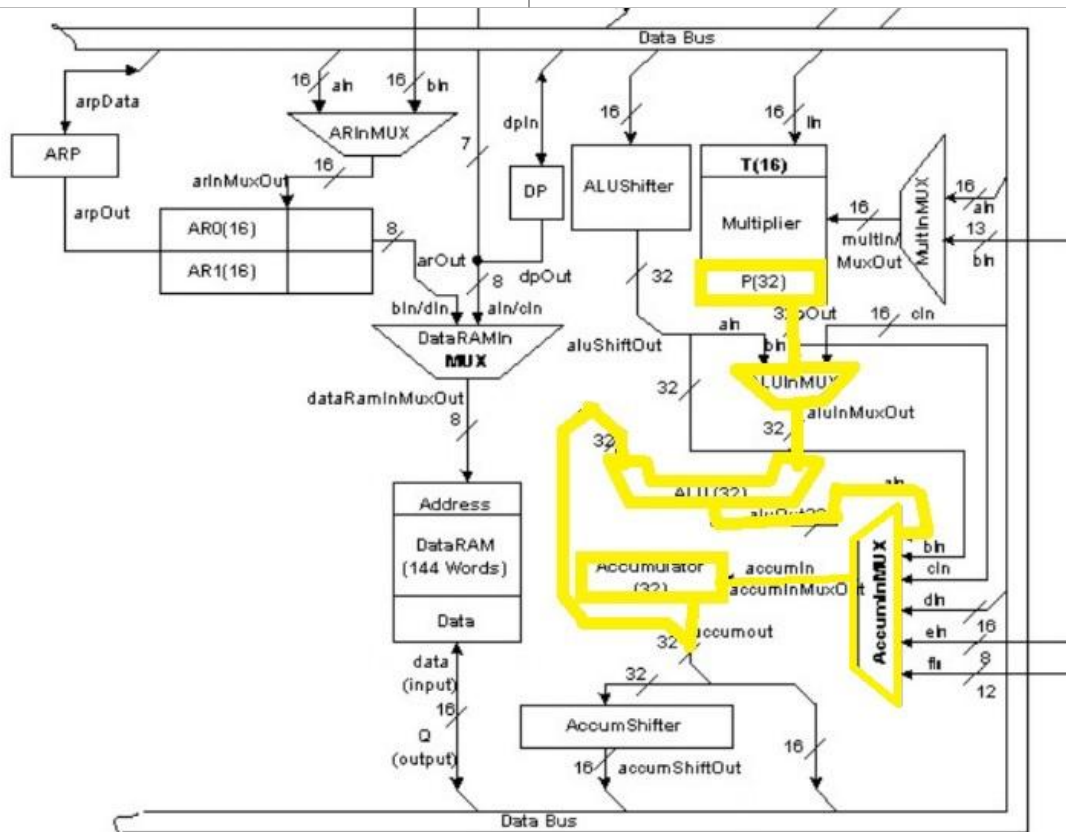 Data Bus
arpData
16
aIn
16
bIn
ARInMUX
ARP
16
arInMuxOut
arpOut
AR0(16)
AR1(16)
8
arOut
7
dpIn
DP
dpOut
8
bIn/dIn
aIn/cIn
DataRAMIn
MUX
dataRamInMuxOut
8
Address
DataRAM
(144 Words)
Data
data
(input)
16
Q
(output)
16
ALUShifter
32
aluShiftOut
16
lIn
T(16)
Multiplier
P(32)
16
multIn/
MuxOut
MultInMUX
16
aIn
13
bIn
aIn
bIn
16
cIn
ALUInMUX
aluInMuxOut
32
32
32
ALU(32)
aIn
bIn
cIn
dIn
16
eIn
8
fIn
12
AccumInMUX
accumIn
accumInMuxOut
Accumulator
(32)
accumout
32
32
AccumShifter
16
accumShiftOut
16
Data Bus